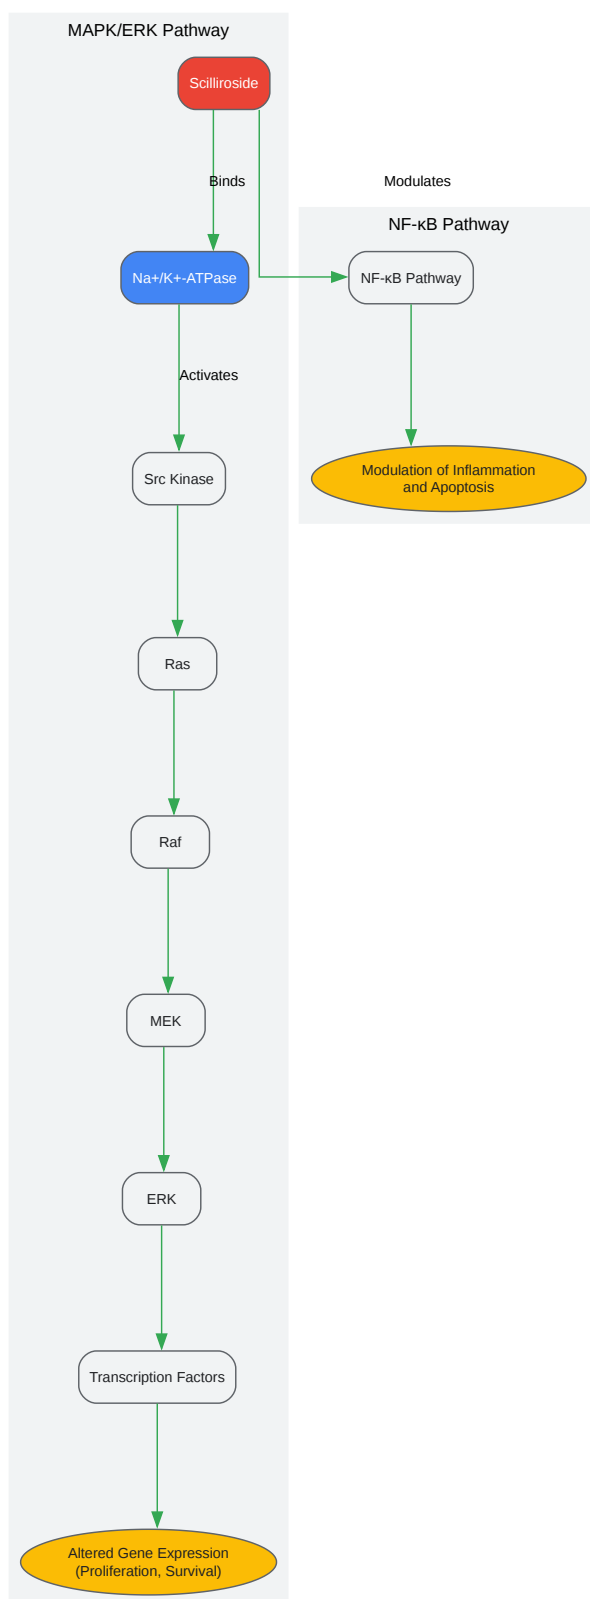 MAPK/ERK Pathway
Scilliroside
Binds
Modulates
NF-κB Pathway
Na+/K+-ATPase
NF-κB Pathway
Activates
Src Kinase
Modulation of Inflammation
and Apoptosis
Ras
Raf
MEK
ERK
Transcription Factors
Altered Gene Expression
(Proliferation, Survival)